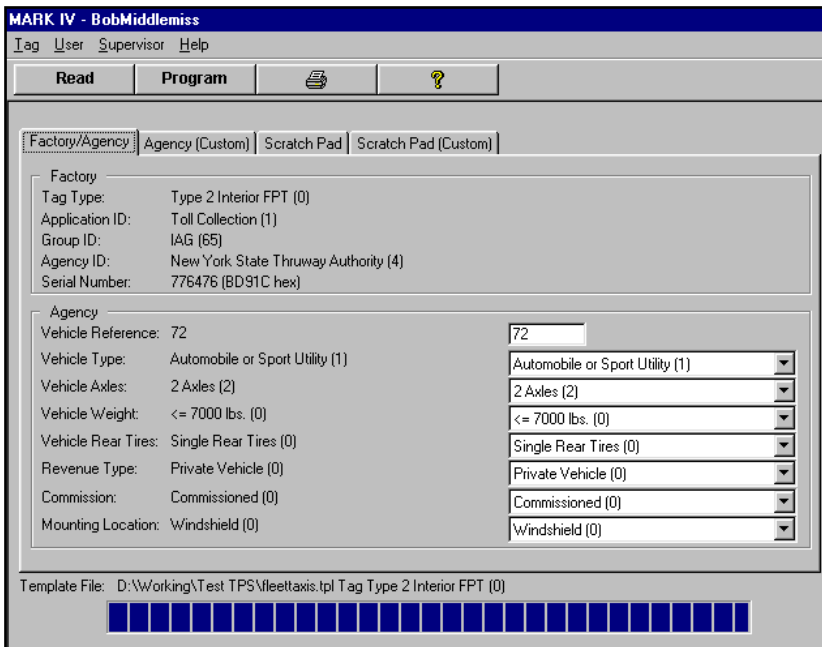 MARK IV - BobMiddlemiss
Tag User Supervisor Help
Read Program
Factory/Agency Agency (Custom) Scratch Pad Scratch Pad (Custom)
Factory
Tag Type: Type 2 Interior FPT (0)
Application ID: Toll Collection (1)
Group ID: IAG (65)
Agency ID: New York State Thruway Authority (4)
Serial Number: 776476 (BD91C hex)
Agency
Vehicle Reference: 72 72
Vehicle Type: Automobile or Sport Utility (1) Automobile or Sport Utility (1)
Vehicle Axles: 2 Axles (2) 2 Axles (2)
Vehicle Weight: <= 7000 lbs. (0) <= 7000 lbs. (0)
Vehicle Rear Tires: Single Rear Tires (0) Single Rear Tires (0)
Revenue Type: Private Vehicle (0) Private Vehicle (0)
Commission: Commissioned (0) Commissioned (0)
Mounting Location: Windshield (0) Windshield (0)
Template File: D:\Working\Test TPS\fleettaxis.tpl Tag Type 2 Interior FPT (0)